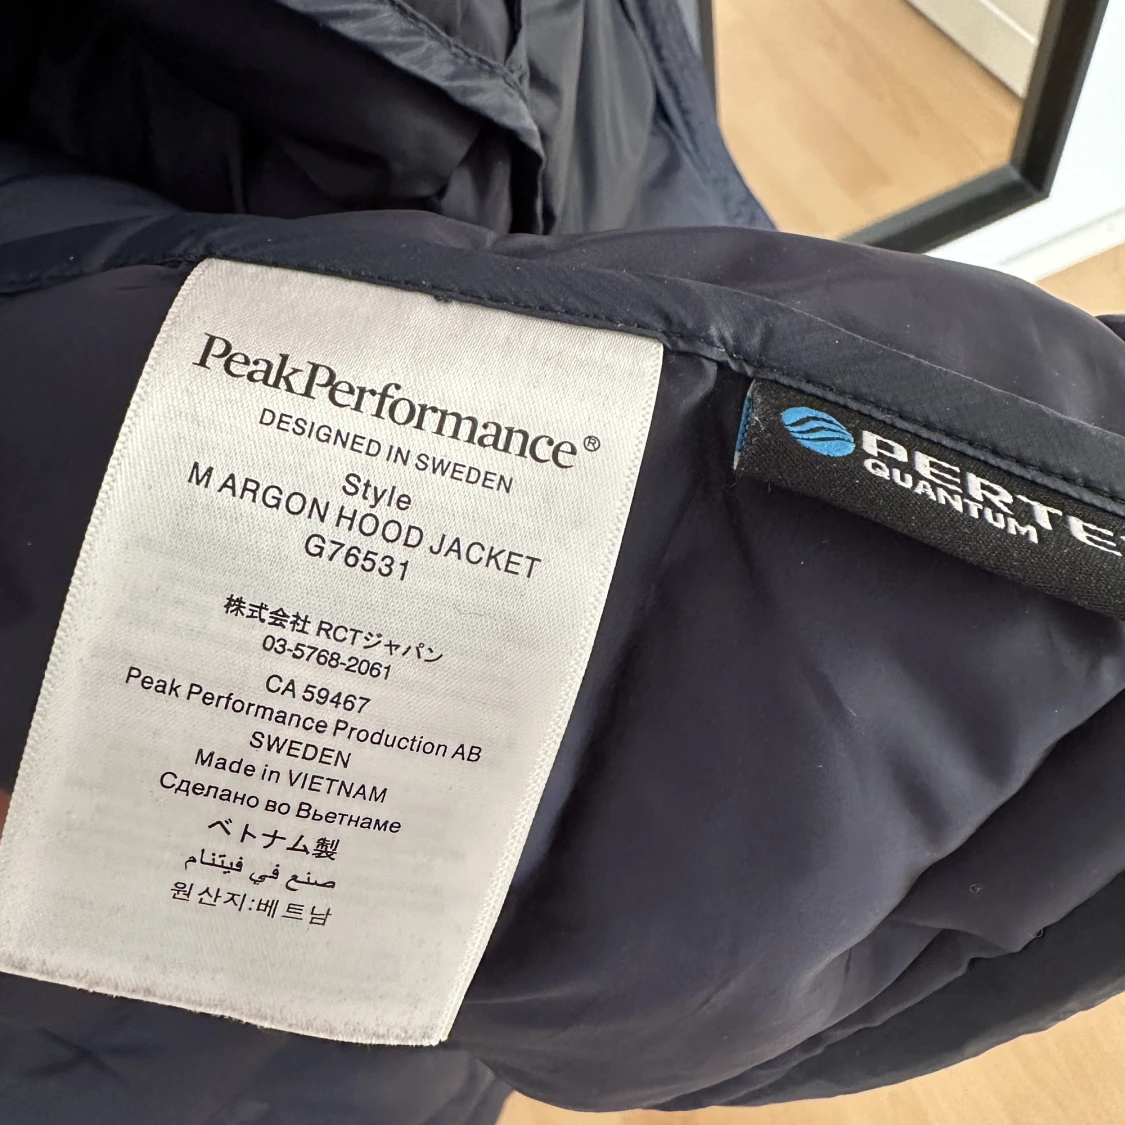 PeakPerformance®
DESIGNED IN SWEDEN
Style
M ARGON HOOD JACKET
G76531
株式会社 RCTジャパン
03-5768-2061
CA 59467
Peak Performance Production AB
SWEDEN
Made in VIETNAM
Сделано во Вьетнаме
ベトナム製
صنع في فيتنام
원산지:베트남
PERTE
QUANTUM